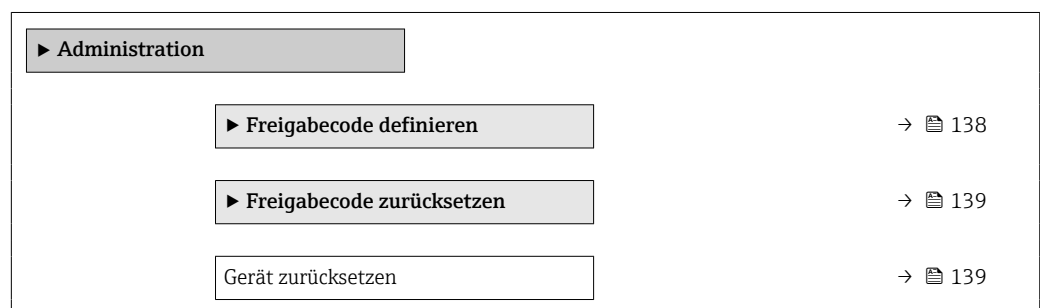 ► Administration
► Freigabecode definieren → 138
► Freigabecode zurücksetzen → 139
Gerät zurücksetzen → 139